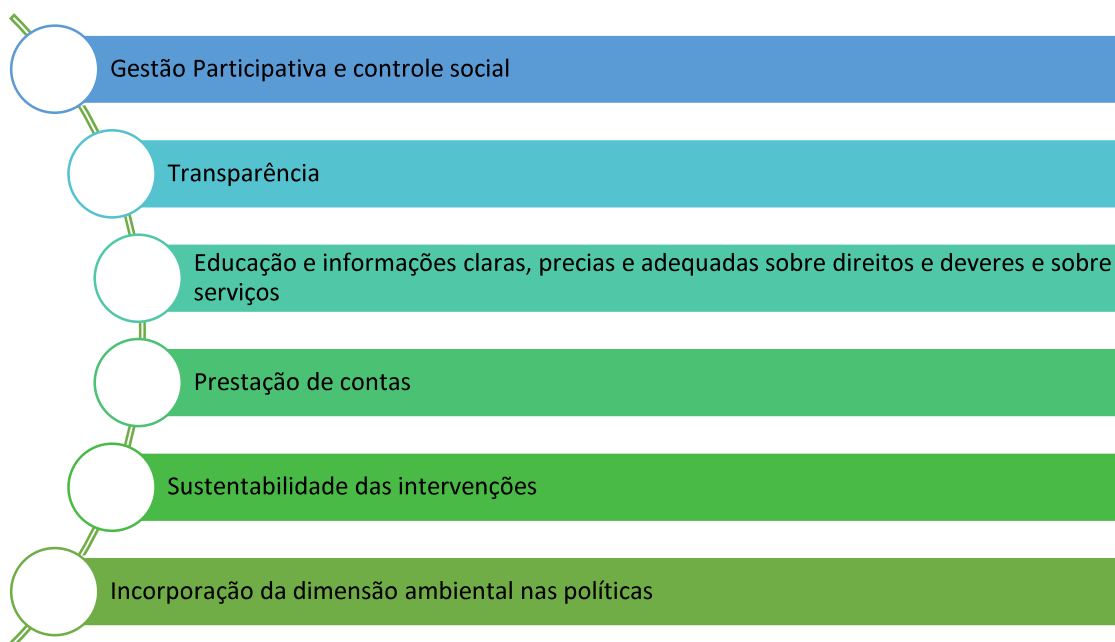 Gestão Participativa e controle social
Transparência
Educação e informações claras, precias e adequadas sobre direitos e deveres e sobre
serviços
Prestação de contas
Sustentabilidade das intervenções
Incorporação da dimensão ambiental nas políticas